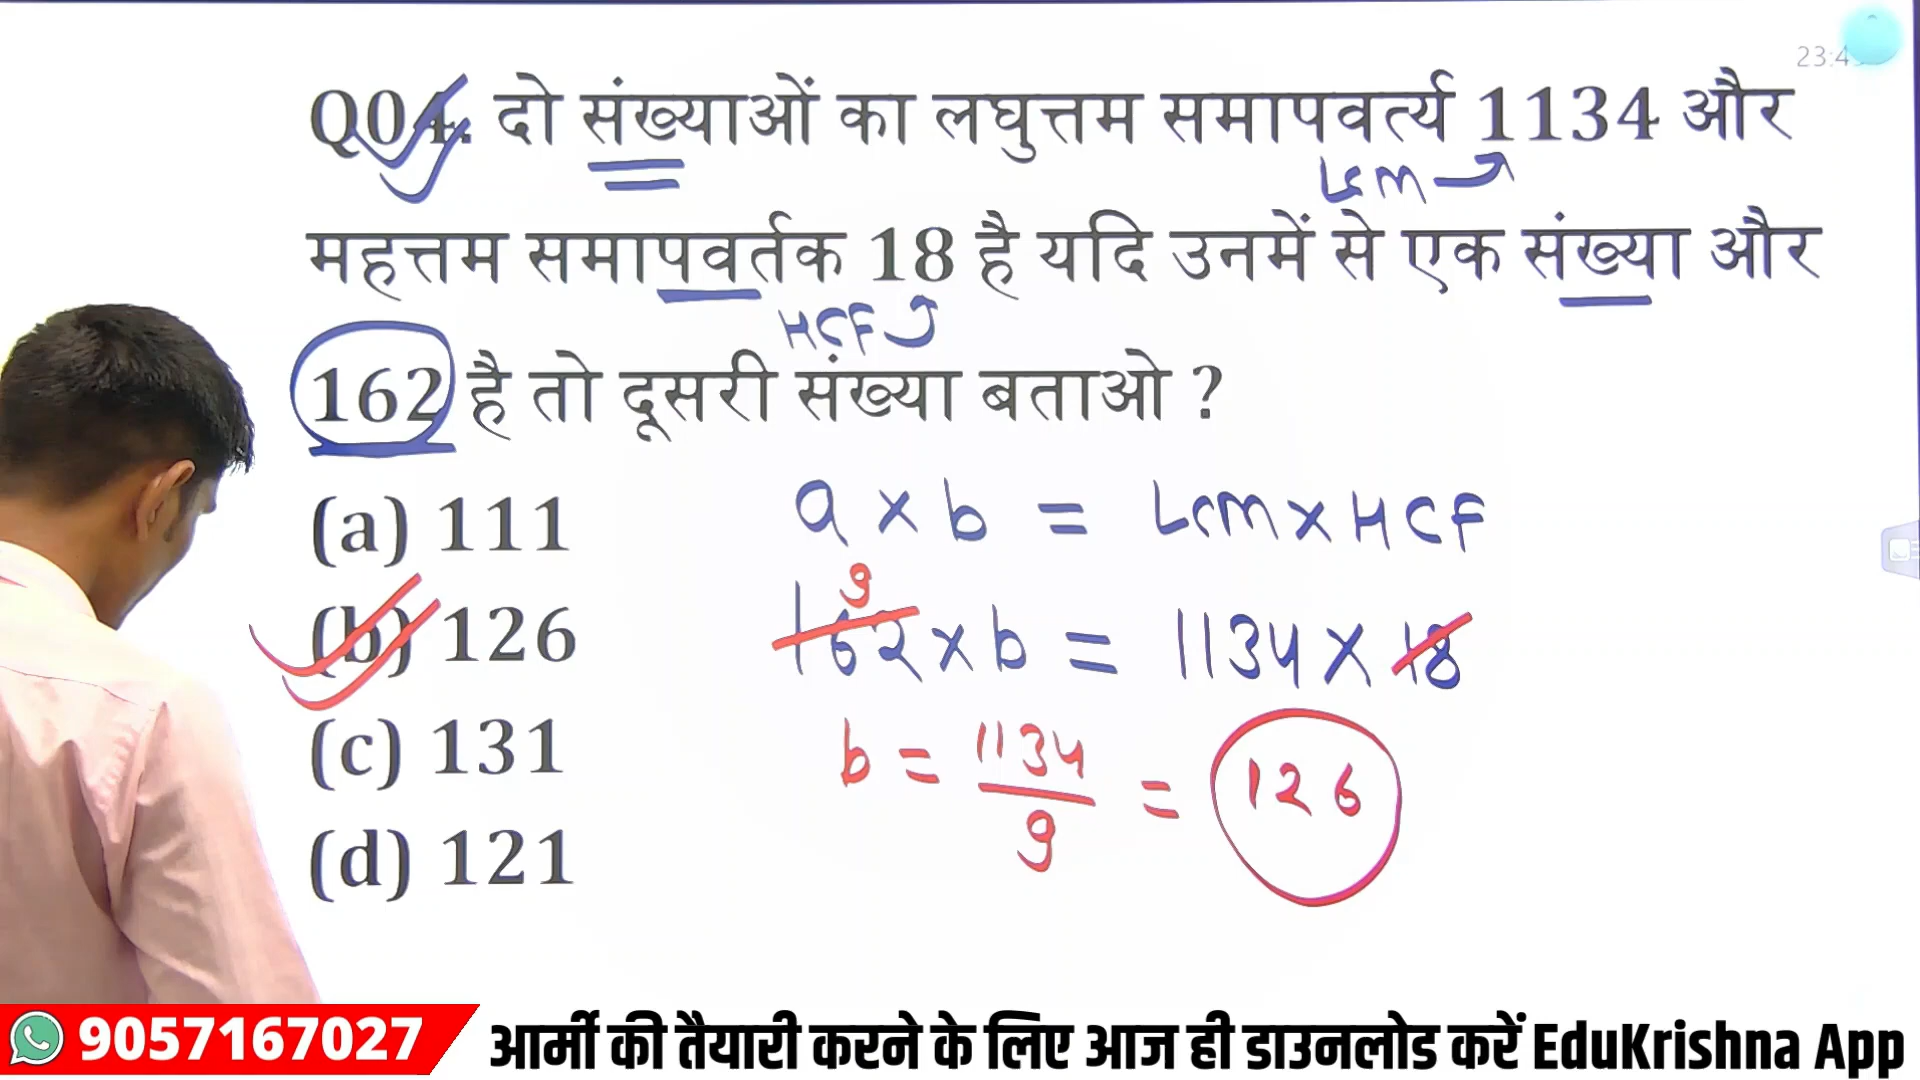 23:4
Q04. दो संख्याओं का लघुत्तम समापवर्त्य 1134 और
LCM
महत्तम समापवर्तक 18 है यदि उनमें से एक संख्या और
HCF
162 है तो दूसरी संख्या बताओ ?
(a) 111
(b) 126
(c) 131
(d) 121
a × b = LCM × HCF
9
162 × b = 1134 × 18
b = 1134/9 = 126
9057167027
आर्मी की तैयारी करने के लिए आज ही डाउनलोड करें EduKrishna App